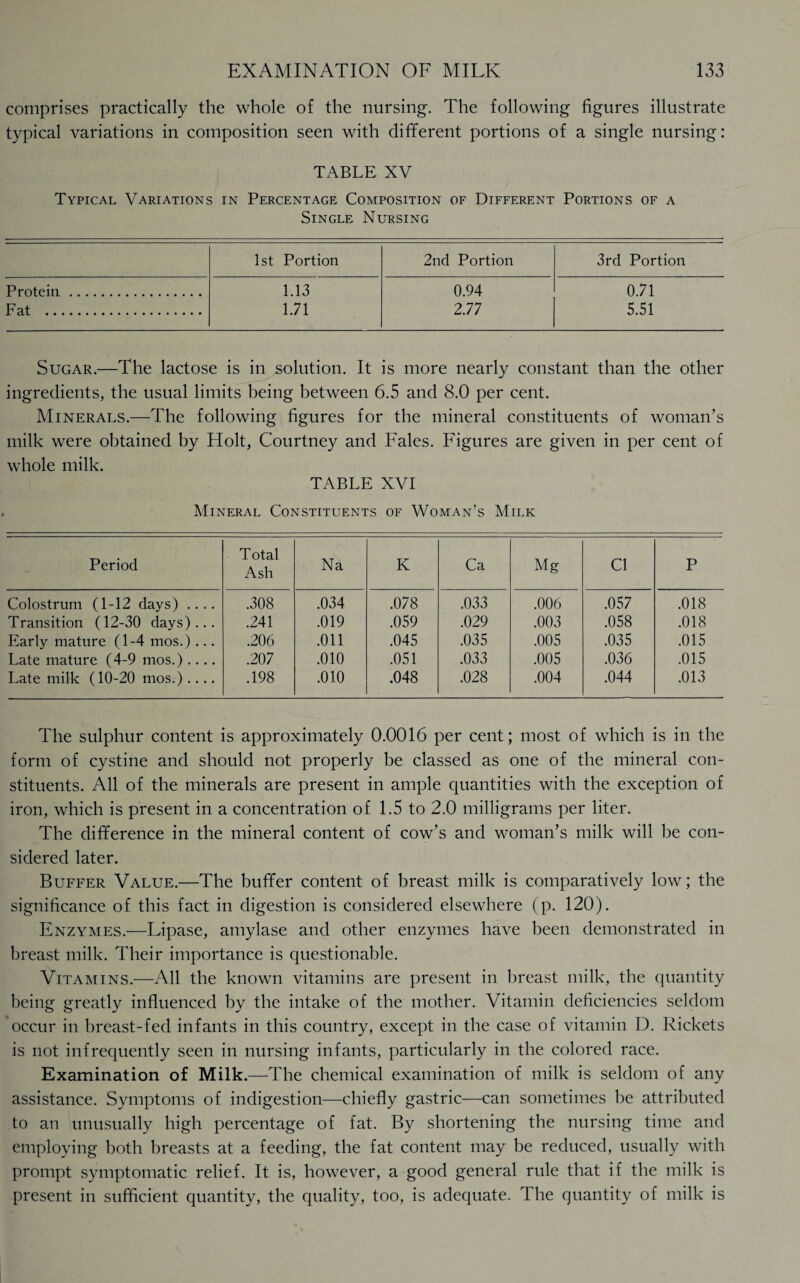 EXAMINATION OF MILK 133
comprises practically the whole of the nursing. The following figures illustrate
typical variations in composition seen with different portions of a single nursing:
TABLE XV
Typical Variations in Percentage Composition of Different Portions of a
Single Nursing
1st Portion 2nd Portion 3rd Portion
Protein .................. 1.13 0.94 0.71
Fat ...................... 1.71 2.77 5.51
Sugar.—The lactose is in solution. It is more nearly constant than the other
ingredients, the usual limits being between 6.5 and 8.0 per cent.
Minerals.—The following figures for the mineral constituents of woman's
milk were obtained by Holt, Courtney and Fales. Figures are given in per cent of
whole milk.
TABLE XVI
Mineral Constituents of Woman's Milk
Period Total Ash Na K Ca Mg Cl P
Colostrum (1-12 days) .... .308 .034 .078 .033 .006 .057 .018
Transition (12-30 days)... .241 .019 .059 .029 .003 .058 .018
Early mature (1-4 mos.)... .206 .011 .045 .035 .005 .035 .015
Late mature (4-9 mos.).... .207 .010 .051 .033 .005 .036 .015
Late milk (10-20 mos.).... .198 .010 .048 .028 .004 .044 .013
The sulphur content is approximately 0.0016 per cent; most of which is in the
form of cystine and should not properly be classed as one of the mineral con-
stituents. All of the minerals are present in ample quantities with the exception of
iron, which is present in a concentration of 1.5 to 2.0 milligrams per liter.
The difference in the mineral content of cow's and woman's milk will be con-
sidered later.
Buffer Value.—The buffer content of breast milk is comparatively low; the
significance of this fact in digestion is considered elsewhere (p. 120).
Enzymes.—Lipase, amylase and other enzymes have been demonstrated in
breast milk. Their importance is questionable.
Vitamins.—All the known vitamins are present in breast milk, the quantity
being greatly influenced by the intake of the mother. Vitamin deficiencies seldom
occur in breast-fed infants in this country, except in the case of vitamin D. Rickets
is not infrequently seen in nursing infants, particularly in the colored race.
Examination of Milk.—The chemical examination of milk is seldom of any
assistance. Symptoms of indigestion—chiefly gastric—can sometimes be attributed
to an unusually high percentage of fat. By shortening the nursing time and
employing both breasts at a feeding, the fat content may be reduced, usually with
prompt symptomatic relief. It is, however, a good general rule that if the milk is
present in sufficient quantity, the quality, too, is adequate. The quantity of milk is